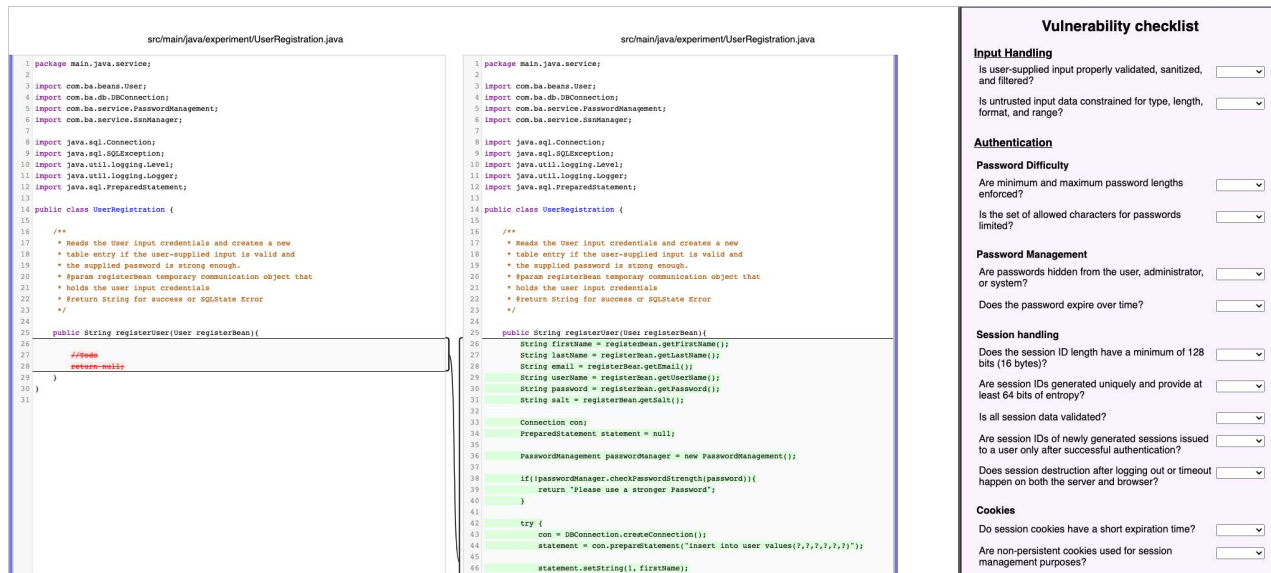 src/main/java/experiment/UserRegistration.java
1 package main.java.service;
2
3 import com.ba.beans.User;
4 import com.ba.db.DBConnection;
5 import com.ba.service.PasswordManagement;
6 import com.ba.service.SsnManager;
7
8 import java.sql.Connection;
9 import java.sql.SQLException;
10 import java.util.logging.Level;
11 import java.util.logging.Logger;
12 import java.sql.PreparedStatement;
13
14 public class UserRegistration {
15
16 /**
17 * Reads the User input credentials and creates a new
18 * table entry if the user-supplied input is valid and
19 * the supplied password is strong enough.
20 * @param registerBean temporary communication object that
21 * holds the user input credentials
22 * @return String for success or SQLState Error
23 */
24
25 public String registerUser(User registerBean){
26
27 //Todo
28 return null;
29 }
30 }
31
src/main/java/experiment/UserRegistration.java
1 package main.java.service;
2
3 import com.ba.beans.User;
4 import com.ba.db.DBConnection;
5 import com.ba.service.PasswordManagement;
6 import com.ba.service.SsnManager;
7
8 import java.sql.Connection;
9 import java.sql.SQLException;
10 import java.util.logging.Level;
11 import java.util.logging.Logger;
12 import java.sql.PreparedStatement;
13
14 public class UserRegistration {
15
16 /**
17 * Reads the User input credentials and creates a new
18 * table entry if the user-supplied input is valid and
19 * the supplied password is strong enough.
20 * @param registerBean temporary communication object that
21 * holds the user input credentials
22 * @return String for success or SQLState Error
23 */
24
25 public String registerUser(User registerBean){
26 String firstName = registerBean.getFirstName();
27 String lastName = registerBean.getLastName();
28 String email = registerBean.getEmail();
29 String userName = registerBean.getUserName();
30 String password = registerBean.getPassword();
31 String salt = registerBean.getSalt();
32
33 Connection con;
34 PreparedStatement statement = null;
35
36 PasswordManagement passwordManager = new PasswordManagement();
37
38 if(!passwordManager.checkPasswordStrength(password)){
39 return "Please use a stronger Password";
40 }
41
42 try {
43 con = DBConnection.createConnection();
44 statement = con.prepareStatement("insert into user values(?,?,?,?,?,?)");
45
46 statement.setString(1, firstName);
Vulnerability checklist
Input Handling
Is user-supplied input properly validated, sanitized,
and filtered?
Is untrusted input data constrained for type, length,
format, and range?
Authentication
Password Difficulty
Are minimum and maximum password lengths
enforced?
Is the set of allowed characters for passwords
limited?
Password Management
Are passwords hidden from the user, administrator,
or system?
Does the password expire over time?
Session handling
Does the session ID length have a minimum of 128
bits (16 bytes)?
Are session IDs generated uniquely and provide at
least 64 bits of entropy?
Is all session data validated?
Are session IDs of newly generated sessions issued
to a user only after successful authentication?
Does session destruction after logging out or timeout
happen on both the server and browser?
Cookies
Do session cookies have a short expiration time?
Are non-persistent cookies used for session
management purposes?